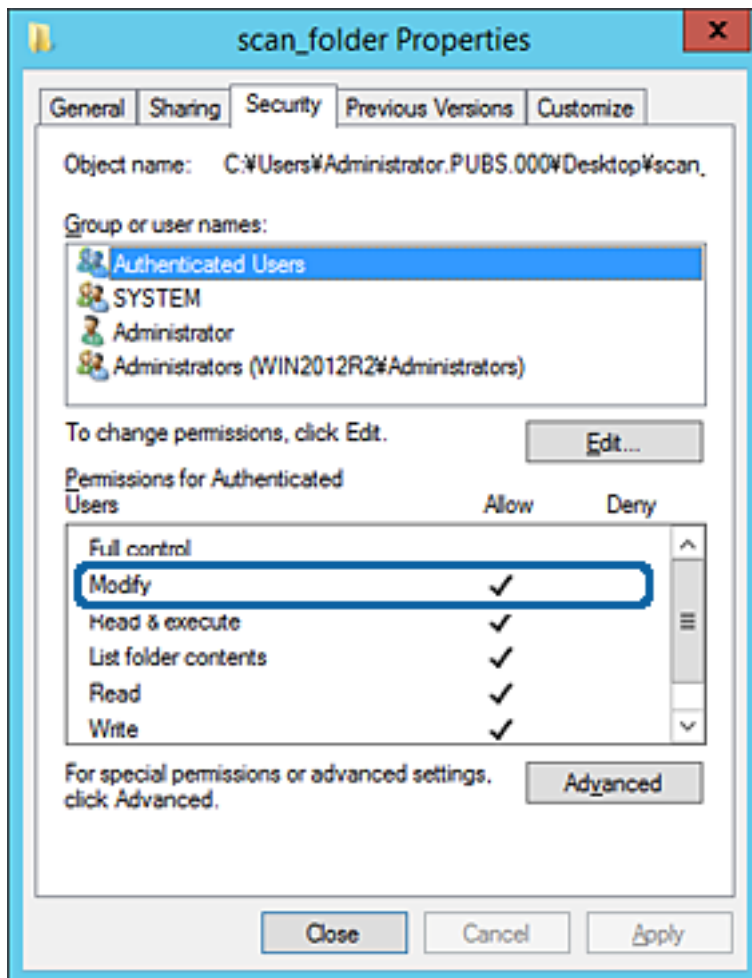 scan_folder Properties
General Sharing Security Previous Versions Customize
Object name: C:¥Users¥Administrator.PUBS.000¥Desktop¥scan_
Group or user names:
Authenticated Users
SYSTEM
Administrator
Administrators (WIN2012R2¥Administrators)
To change permissions, click Edit.
Edit...
Permissions for Authenticated
Users Allow Deny
Full control
Modify
Read & execute
List folder contents
Read
Write
For special permissions or advanced settings,
click Advanced.
Advanced
Close Cancel Apply